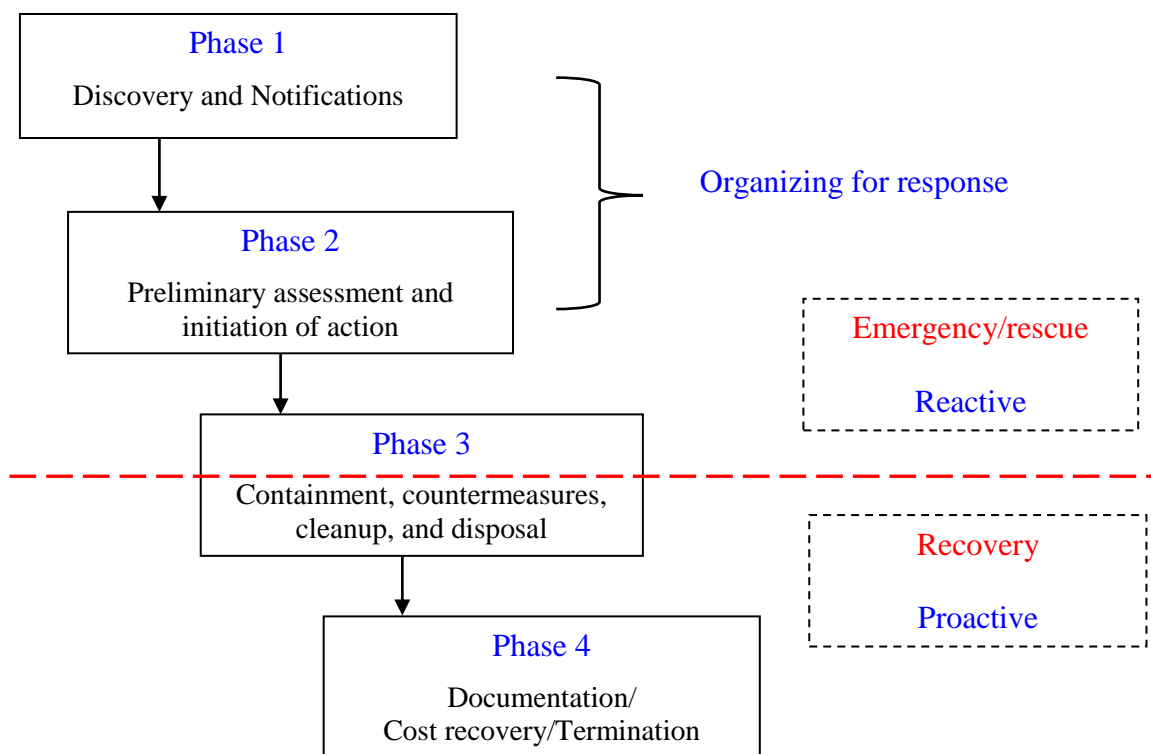 Phase 1
Discovery and Notifications
Organizing for response
Phase 2
Preliminary assessment and
initiation of action
Emergency/rescue
Reactive
Phase 3
Containment, countermeasures,
cleanup, and disposal
Recovery
Proactive
Phase 4
Documentation/
Cost recovery/Termination